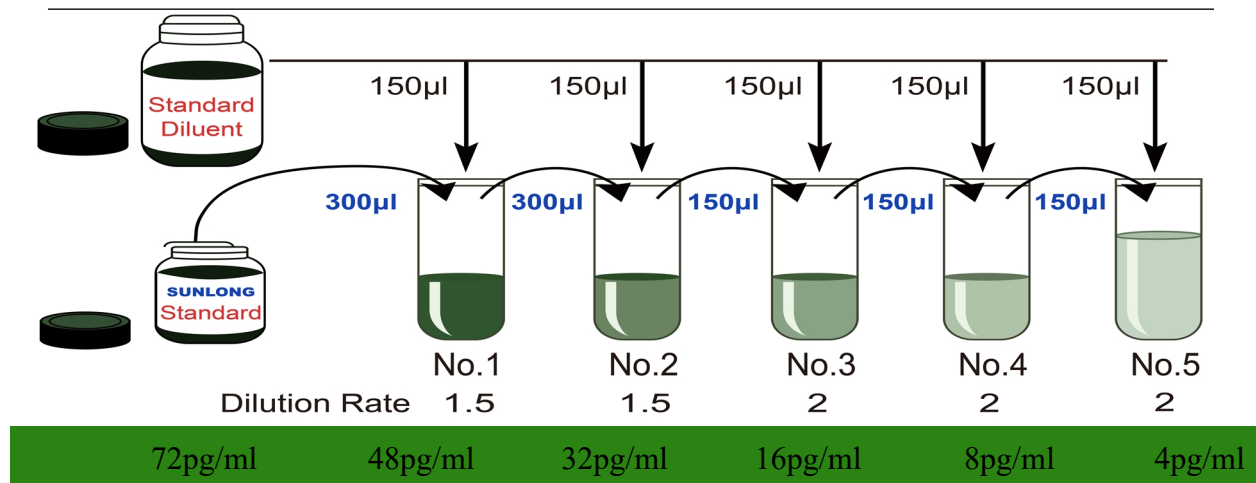 150µl 150µl 150µl 150µl 150µl
Standard
Diluent
300µl 300µl 150µl 150µl 150µl
SUNLONG
Standard
No.1 No.2 No.3 No.4 No.5
Dilution Rate 1.5 1.5 2 2 2
72pg/ml 48pg/ml 32pg/ml 16pg/ml 8pg/ml 4pg/ml